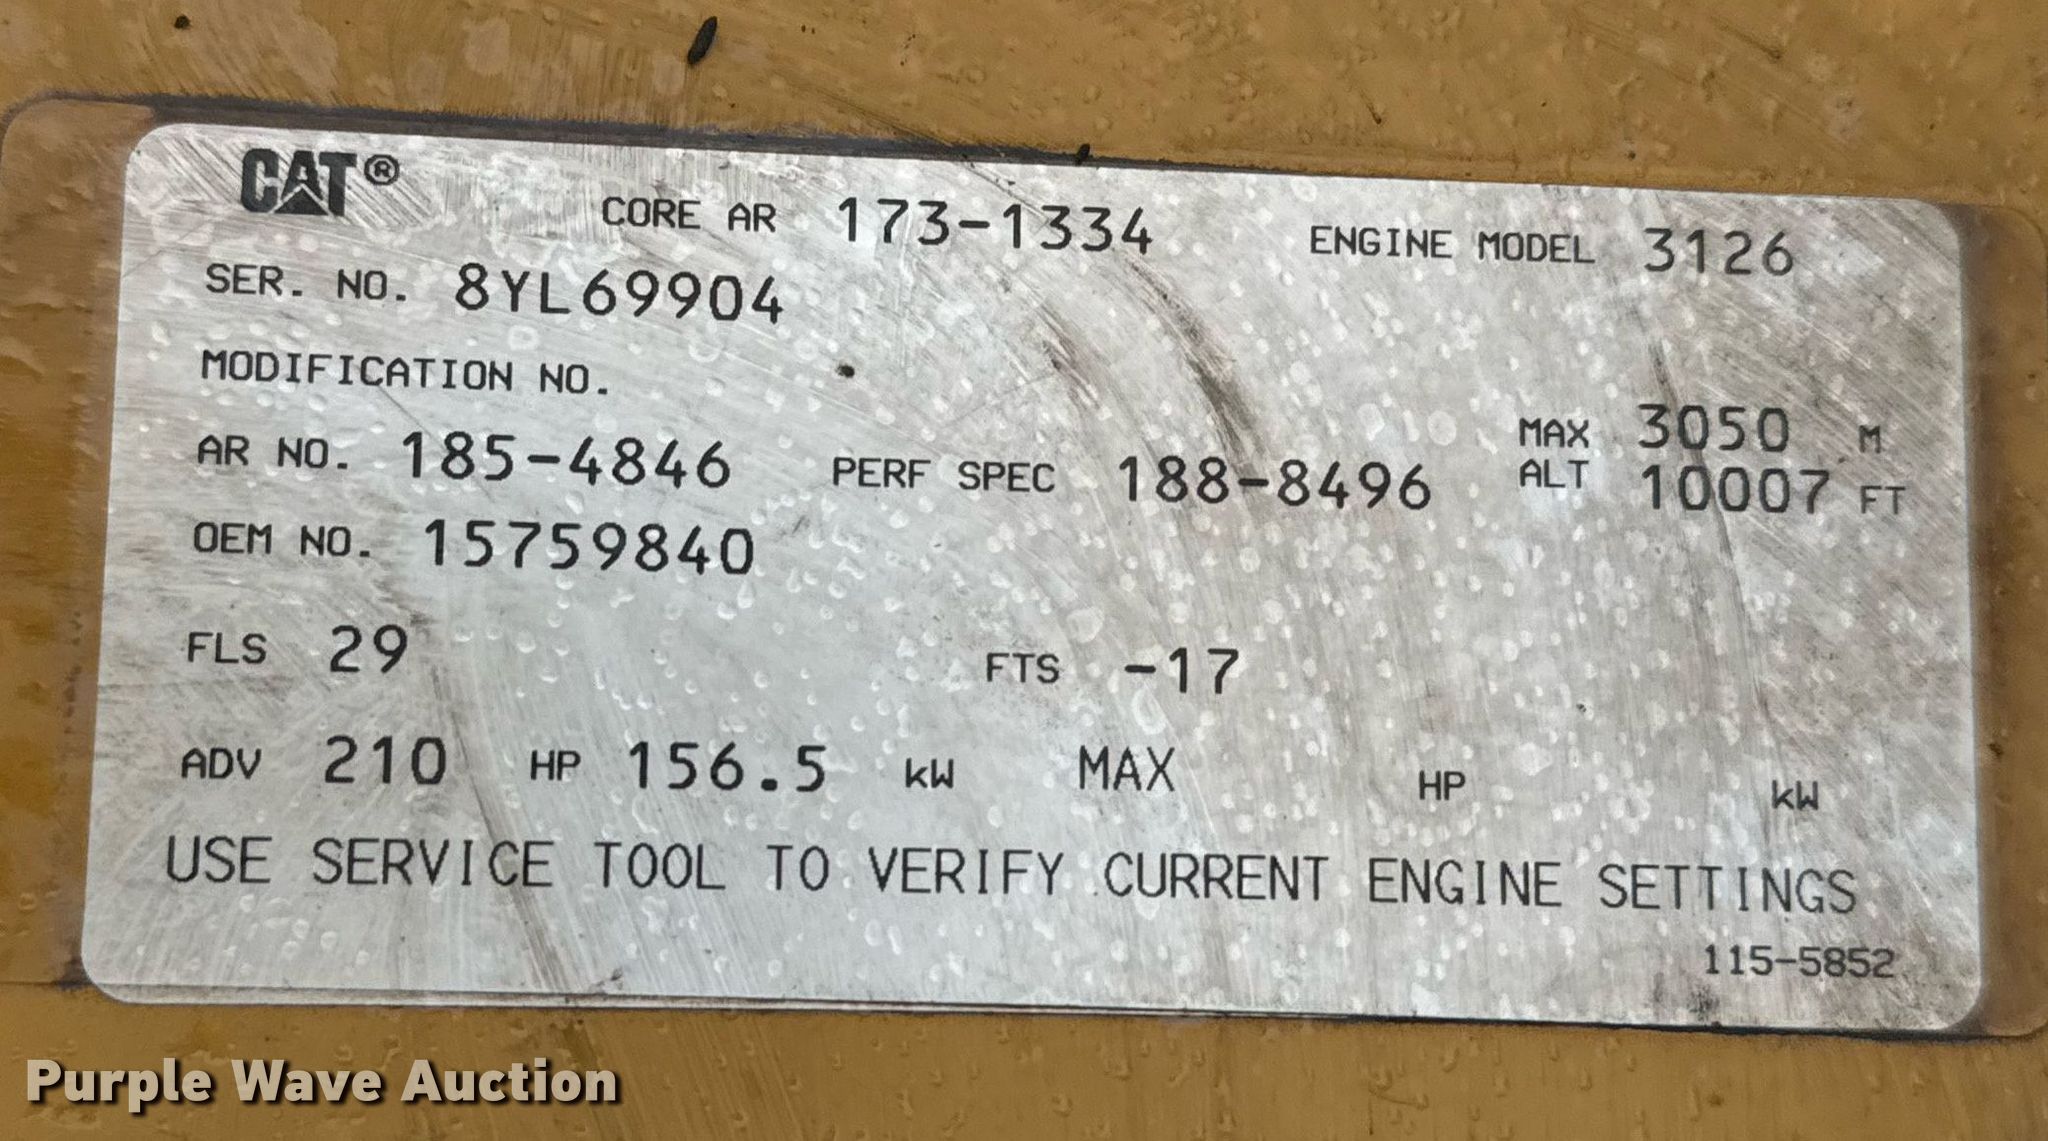 CAT® CORE AR 173-1334 ENGINE MODEL 3126
SER. NO. 8YL69904
MODIFICATION NO.
AR NO. 185-4846 PERF SPEC 188-8496 MAX ALT 3050 M 10007 FT
OEM NO. 15759840
FLS 29 FTS -17
ADV 210 HP 156.5 kW MAX HP kW
USE SERVICE TOOL TO VERIFY CURRENT ENGINE SETTINGS
115-5852
Purple Wave Auction